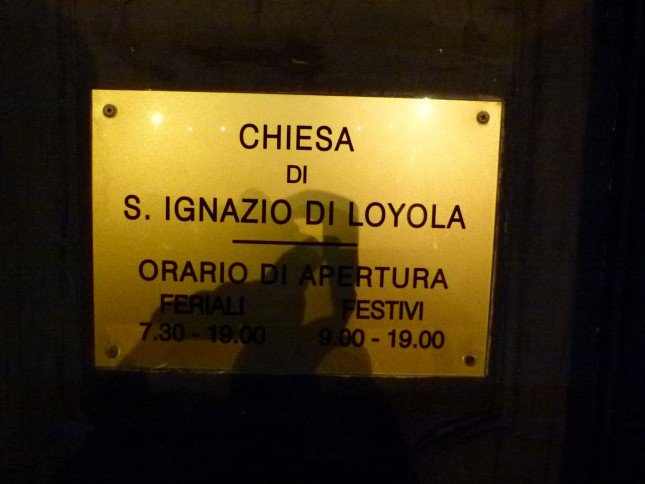 CHIESA
DI
S. IGNAZIO DI LOYOLA
ORARIO DI APERTURA
FERIALI FESTIVI
7.30 - 19.00 9.00 - 19.00